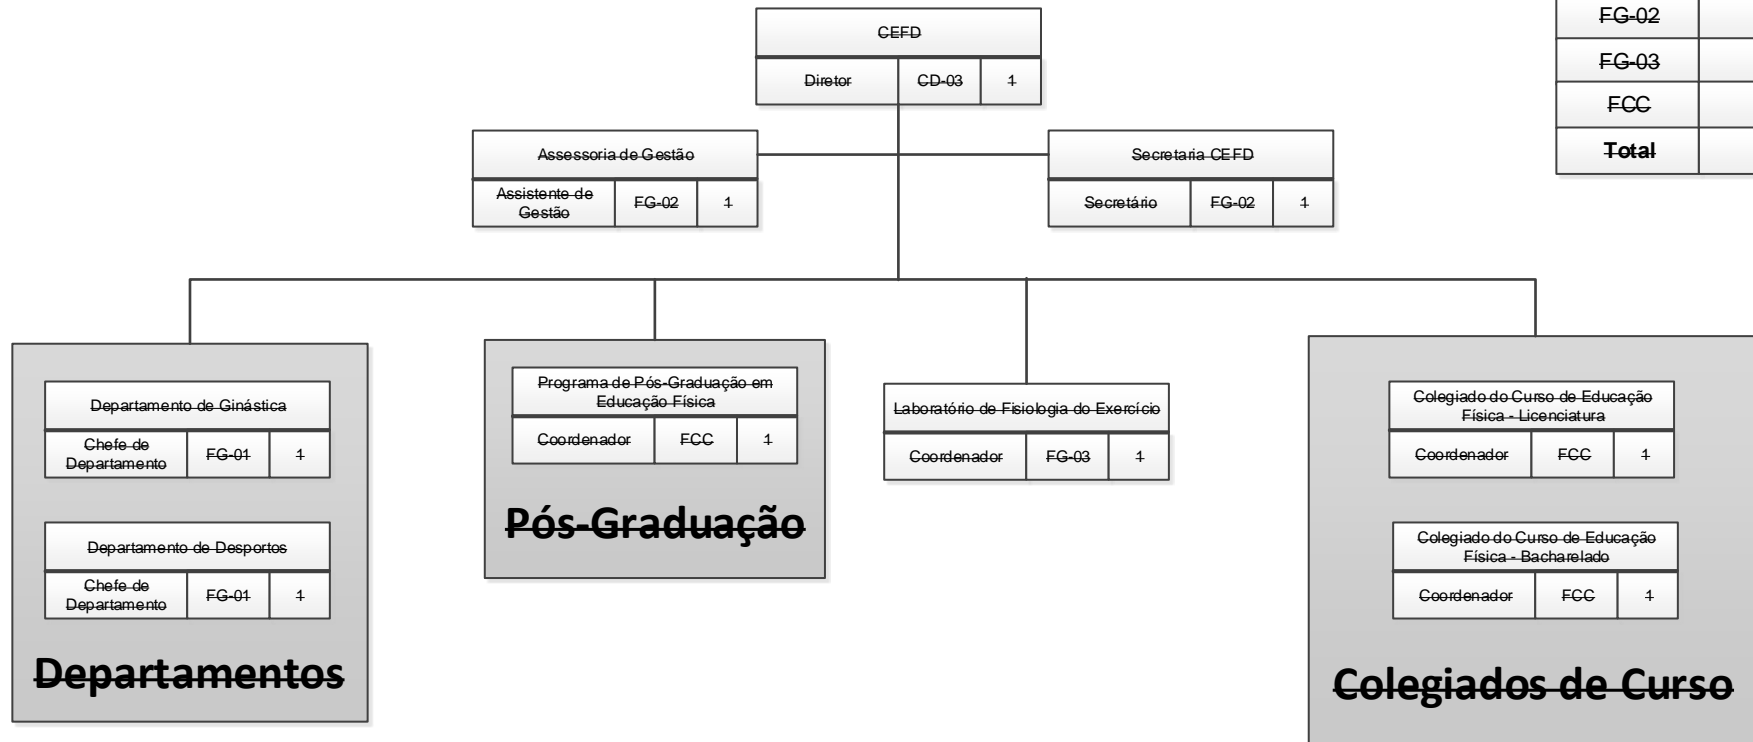 CEFD
Diretor CD-03 1
FG-02
FG-03
FCC
Total
Assessoria de Gestão
Assistente de
Gestão
FG-02 1
Secretaria CEFD
Secretário FG-02 1
Departamento de Ginástica
Chefe de
Departamento
FG-01 1
Departamento de Desportos
Chefe de
Departamento
FG-01 1
Departamentos
Programa de Pós-Graduação em
Educação Física
Coordenador FCC 1
Pós-Graduação
Laboratório de Fisiologia do Exercício
Coordenador FG-03 1
Colegiado do Curso de Educação
Física - Licenciatura
Coordenador FCC 1
Colegiado do Curso de Educação
Física - Bacharelado
Coordenador FCC 1
Colegiados de Curso